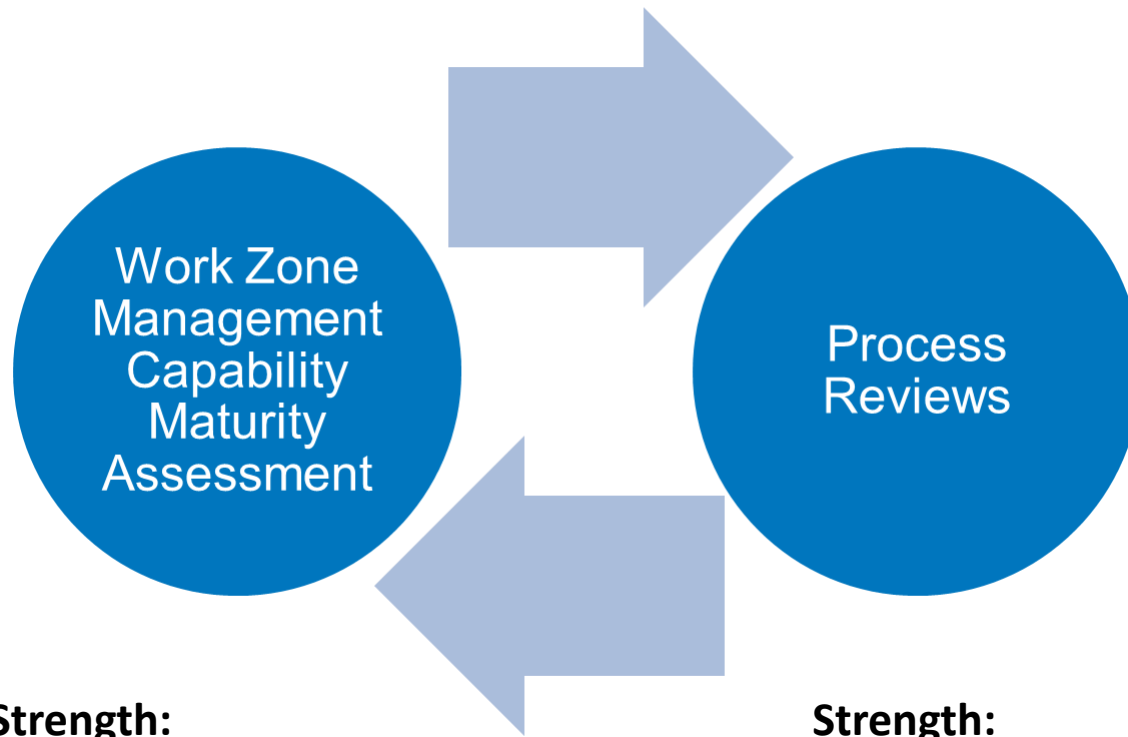 Work Zone
Management
Capability
Maturity
Assessment
Process
Reviews
Strength:
Strength: